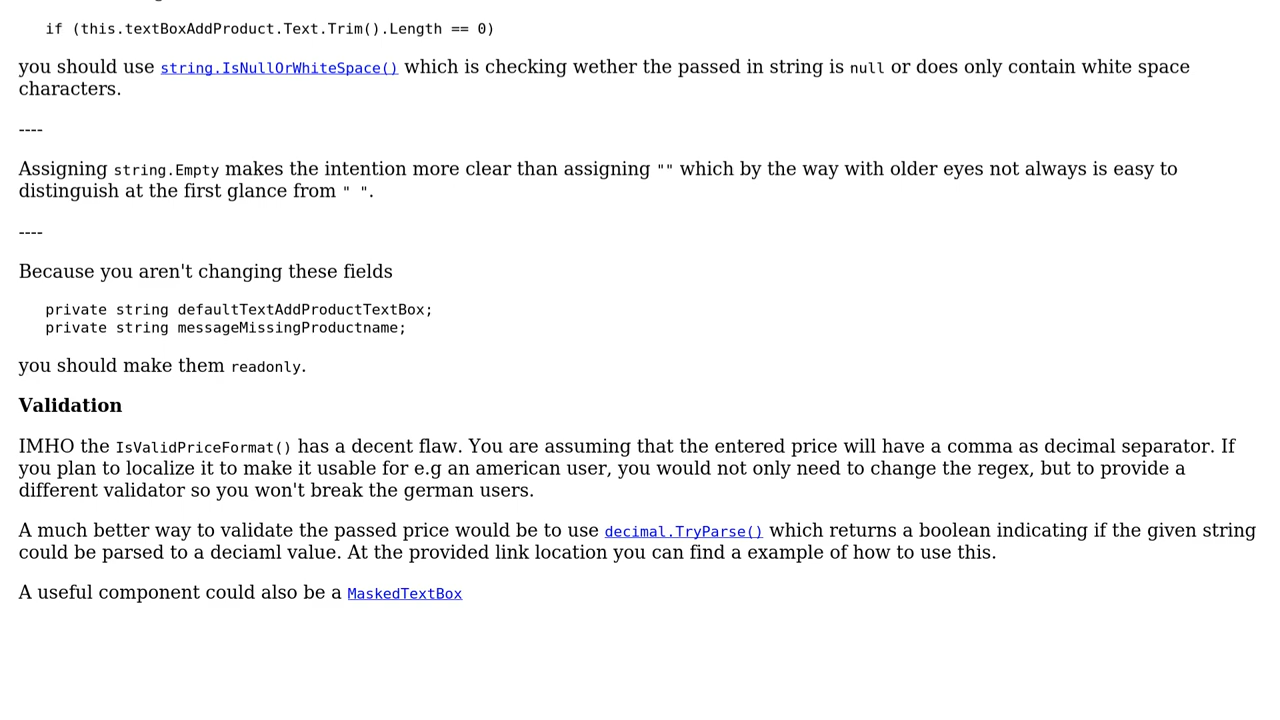 if (this.textBoxAddProduct.Text.Trim().Length == 0)
you should use string.IsNullOrWhiteSpace() which is checking wether the passed in string is null or does only contain white space
characters.
----
Assigning string.Empty makes the intention more clear than assigning "" which by the way with older eyes not always is easy to
distinguish at the first glance from " ".
----
Because you aren't changing these fields
private string defaultTextAddProductTextBox;
private string messageMissingProductname;
you should make them readonly.
Validation
IMHO the IsValidPriceFormat() has a decent flaw. You are assuming that the entered price will have a comma as decimal separator. If
you plan to localize it to make it usable for e.g an american user, you would not only need to change the regex, but to provide a
different validator so you won't break the german users.
A much better way to validate the passed price would be to use decimal.TryParse() which returns a boolean indicating if the given string
could be parsed to a deciaml value. At the provided link location you can find a example of how to use this.
A useful component could also be a MaskedTextBox